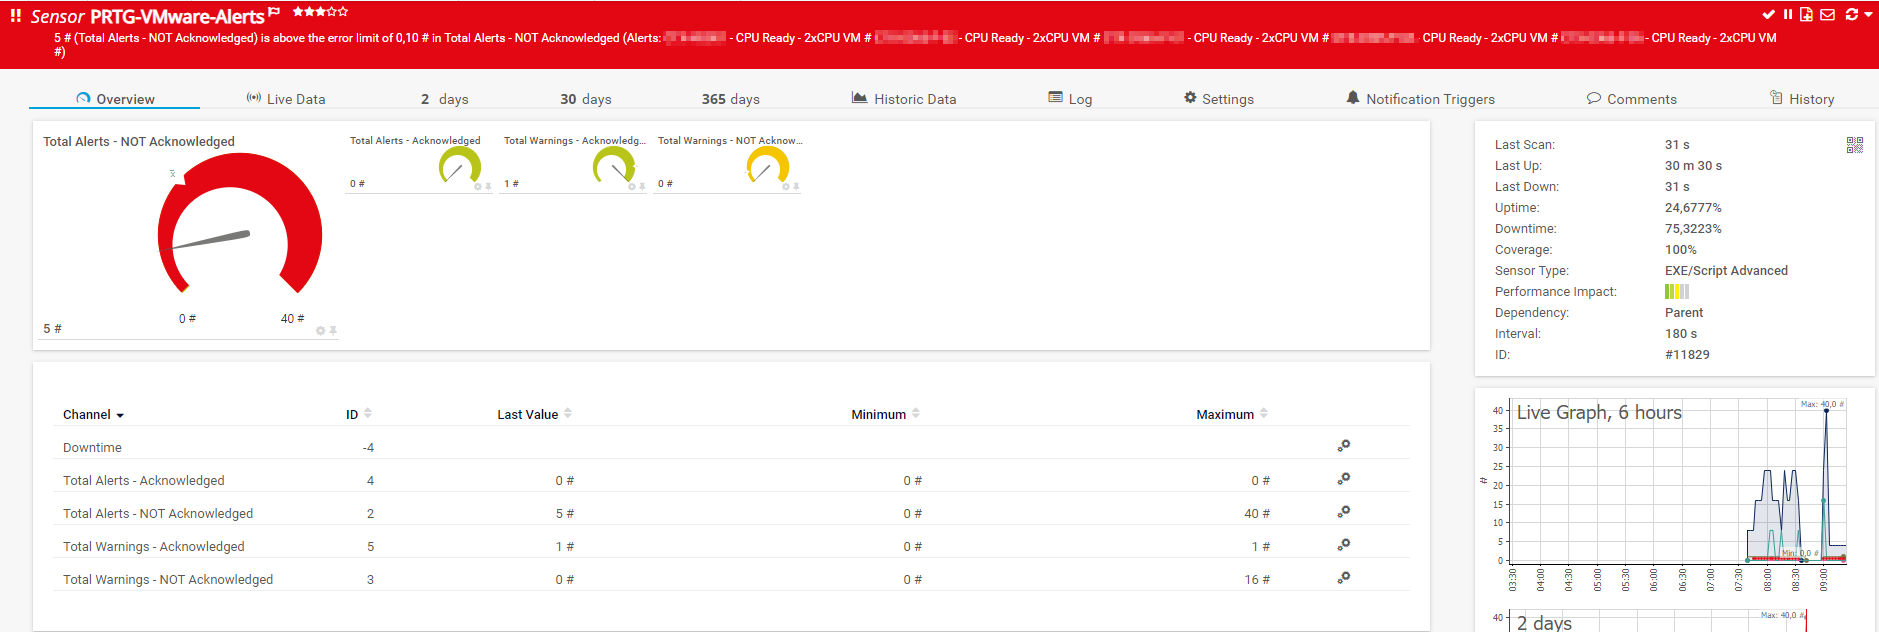 !! Sensor PRTG-VMware-Alerts
5 # (Total Alerts - NOT Acknowledged) is above the error limit of 0,10 # in Total Alerts - NOT Acknowledged (Alerts: - CPU Ready - 2xCPU VM # - CPU Ready - 2xCPU VM # - CPU Ready - 2xCPU VM # CPU Ready - 2xCPU VM # - CPU Ready - 2xCPU VM
#)
Overview
Live Data
2 days
30 days
365 days
Historic Data
Log
Settings
Notification Triggers
Comments
History
Total Alerts - NOT Acknowledged
x̄
0 #
40 #
5 #
Total Alerts - Acknowledged
0 #
Total Warnings - Acknowledg...
1 #
Total Warnings - NOT Acknow...
0 #
Channel ID Last Value Minimum Maximum
Downtime -4
Total Alerts - Acknowledged 4 0 # 0 # 0 #
Total Alerts - NOT Acknowledged 2 5 # 0 # 40 #
Total Warnings - Acknowledged 5 1 # 0 # 1 #
Total Warnings - NOT Acknowledged 3 0 # 0 # 16 #
Last Scan: 31 s
Last Up: 30 m 30 s
Last Down: 31 s
Uptime: 24,6777%
Downtime: 75,3223%
Coverage: 100%
Sensor Type: EXE/Script Advanced
Performance Impact:
Dependency: Parent
Interval: 180 s
ID: #11829
Live Graph, 6 hours
Max: 40,0 #
40
35
30
25
20
15
10
5
0
#
Min: 0,0 #
03:30
04:00
04:30
05:00
05:30
06:00
06:30
07:00
07:30
08:00
08:30
09:00
40
2 days
Max: 40,0 #